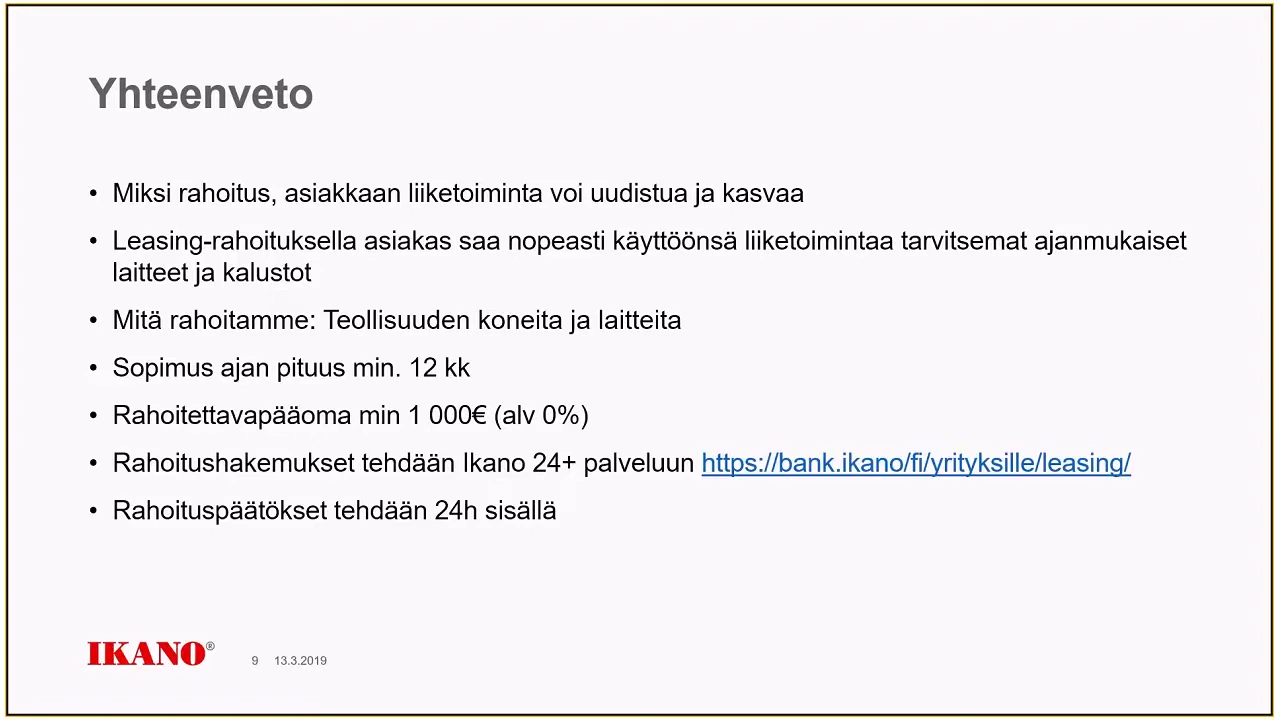 Yhteenveto
• Miksi rahoitus, asiakkaan liiketoiminta voi uudistua ja kasvaa
• Leasing-rahoituksella asiakas saa nopeasti käyttöönsä liiketoimintaa tarvitsemat ajanmukaiset
laitteet ja kalustot
• Mitä rahoitamme: Teollisuuden koneita ja laitteita
• Sopimus ajan pituus min. 12 kk
• Rahoitettavapääoma min 1 000€ (alv 0%)
• Rahoitushakemukset tehdään Ikano 24+ palveluun https://bank.ikano/fi/yrityksille/leasing/
• Rahoituspäätökset tehdään 24h sisällä
IKANO® 9 13.3.2019